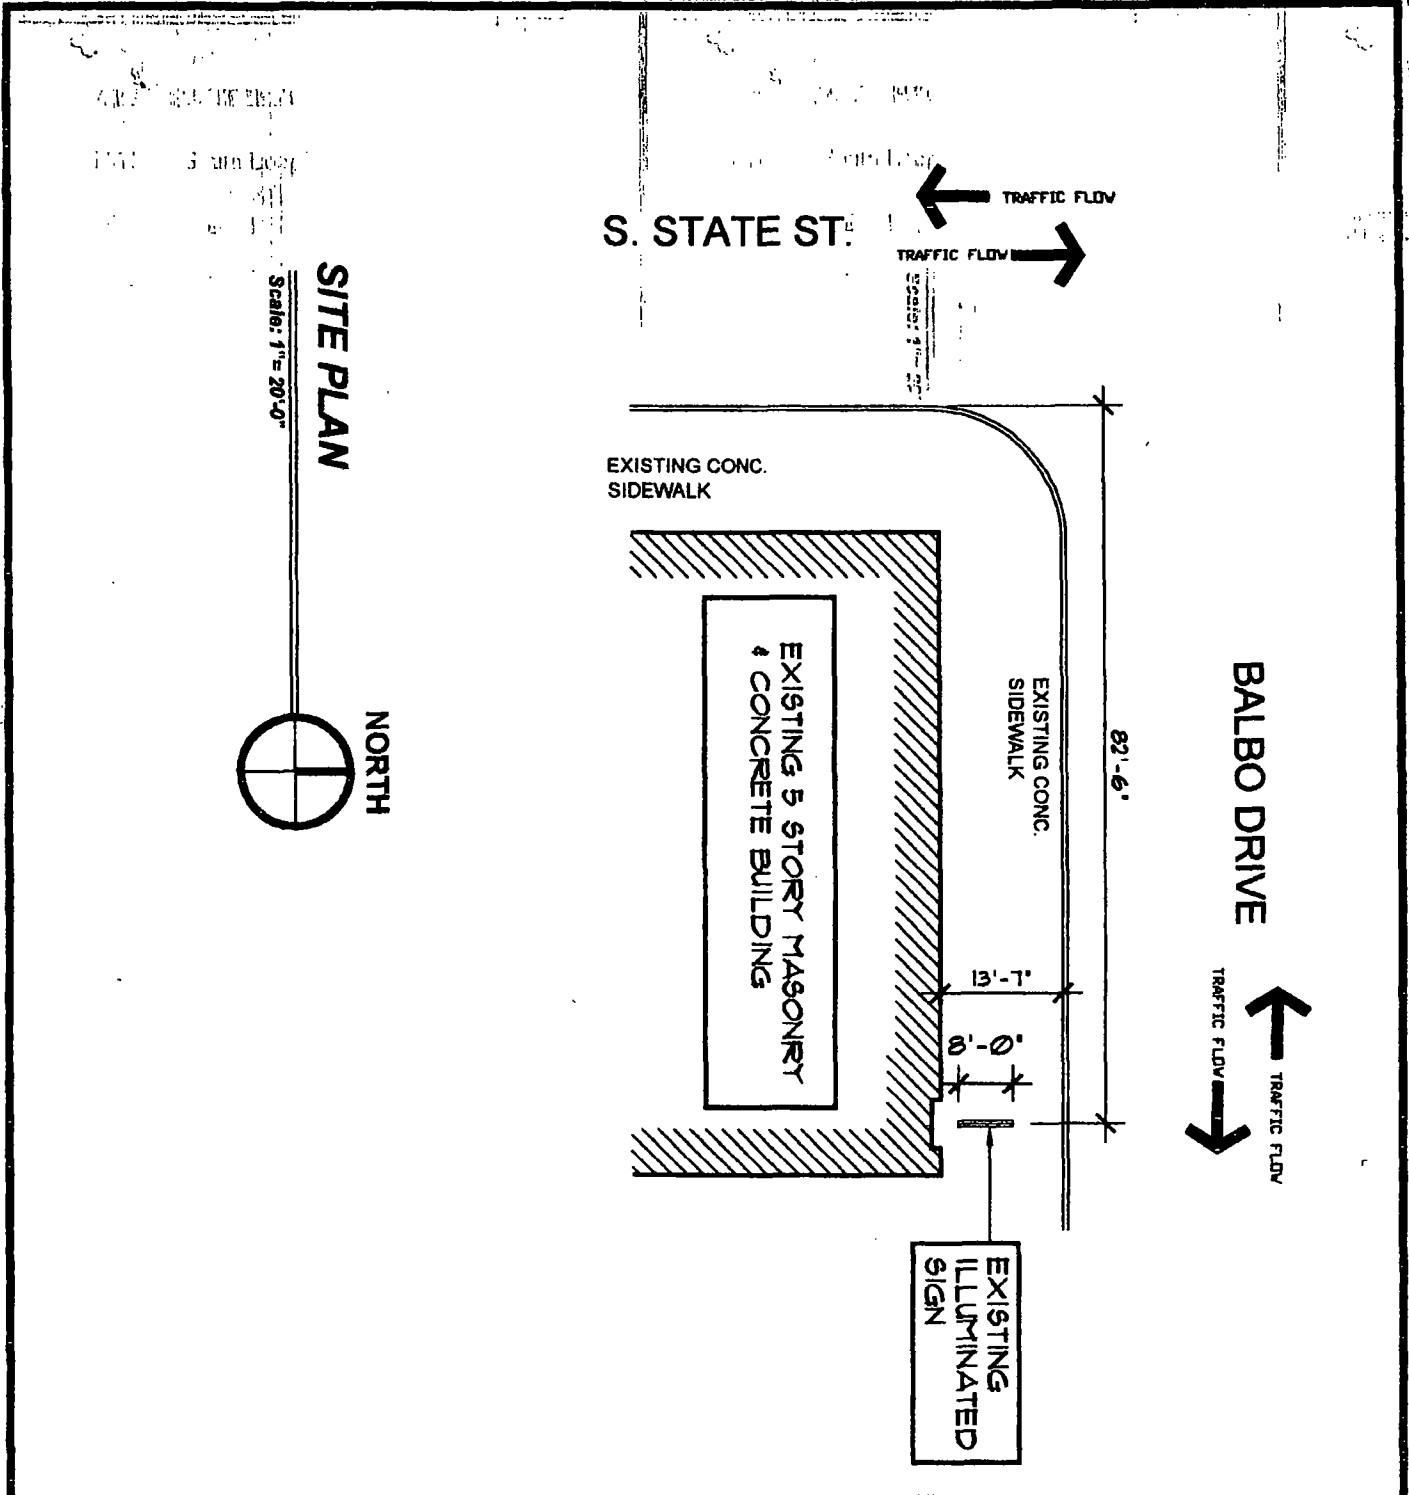 S. STATE ST.
TRAFFIC FLOW
TRAFFIC FLOW
SITE PLAN
Scale: 1"= 20'-0"
NORTH
EXISTING CONC.
SIDEWALK
EXISTING 5 STORY MASONRY
& CONCRETE BUILDING
EXISTING CONC.
SIDEWALK
82'-6"
BALBO DRIVE
13'-7"
8'-0"
TRAFFIC FLOW
TRAFFIC FLOW
EXISTING
ILLUMINATED
SIGN